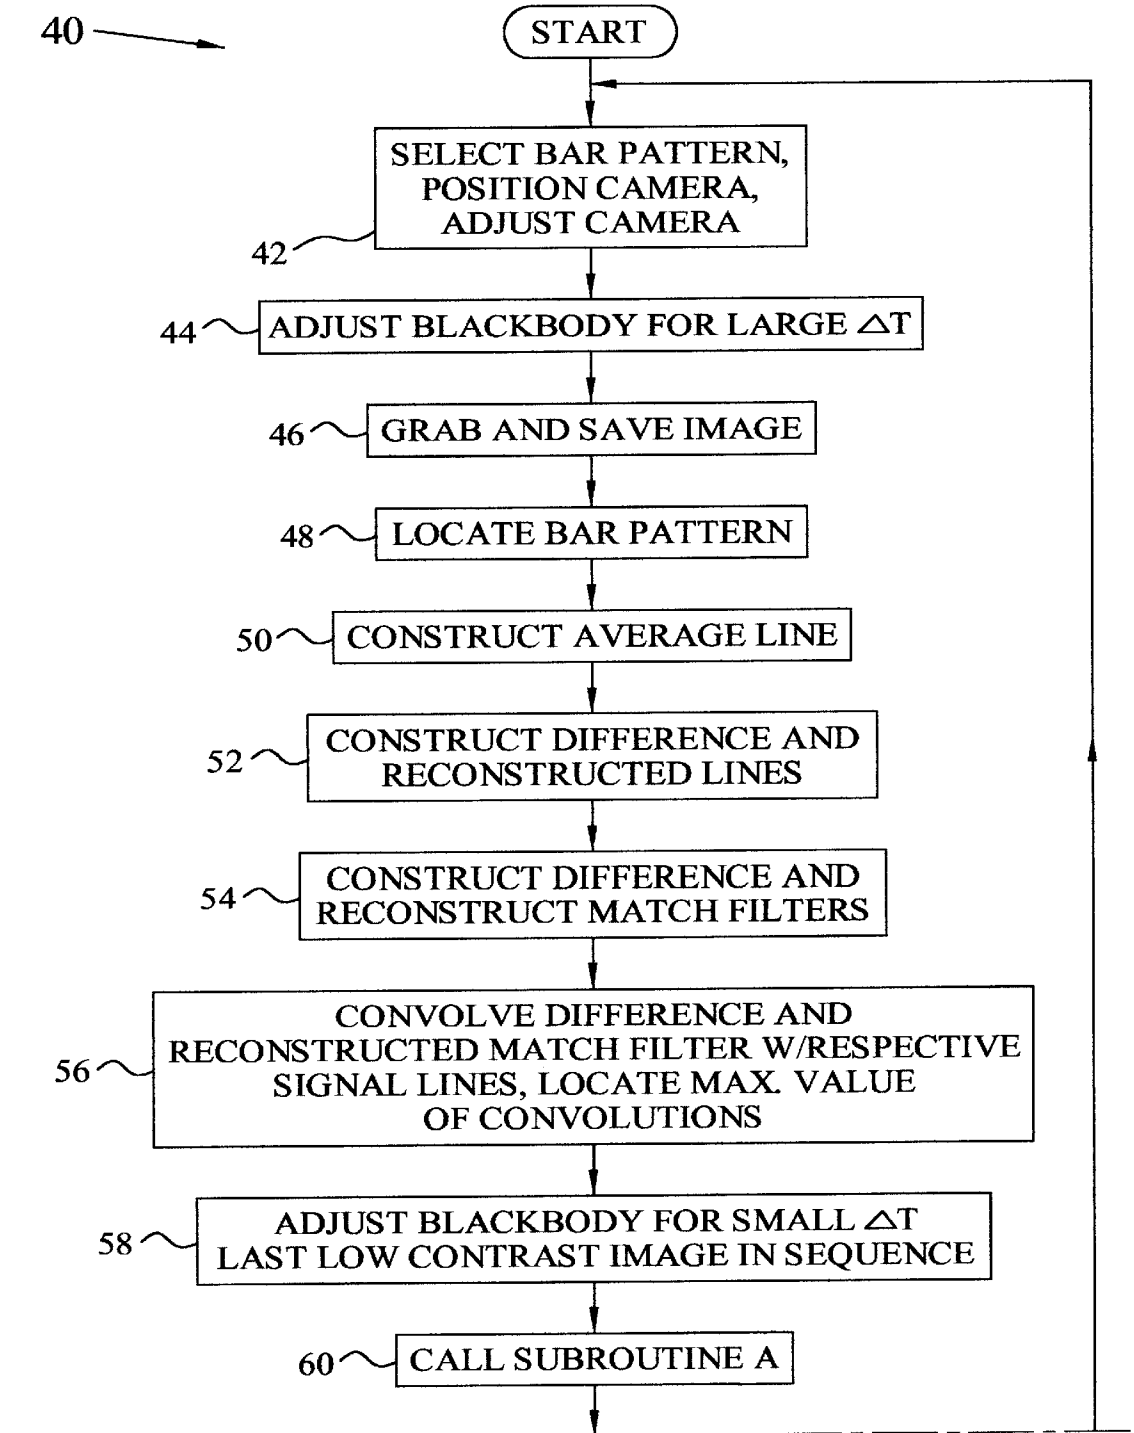 40
START
SELECT BAR PATTERN,
POSITION CAMERA,
ADJUST CAMERA
42
44
ADJUST BLACKBODY FOR LARGE △T
46
GRAB AND SAVE IMAGE
48
LOCATE BAR PATTERN
50
CONSTRUCT AVERAGE LINE
52
CONSTRUCT DIFFERENCE AND
RECONSTRUCTED LINES
54
CONSTRUCT DIFFERENCE AND
RECONSTRUCT MATCH FILTERS
56
CONVOLVE DIFFERENCE AND
RECONSTRUCTED MATCH FILTER W/RESPECTIVE
SIGNAL LINES, LOCATE MAX. VALUE
OF CONVOLUTIONS
58
ADJUST BLACKBODY FOR SMALL △T
LAST LOW CONTRAST IMAGE IN SEQUENCE
60
CALL SUBROUTINE A